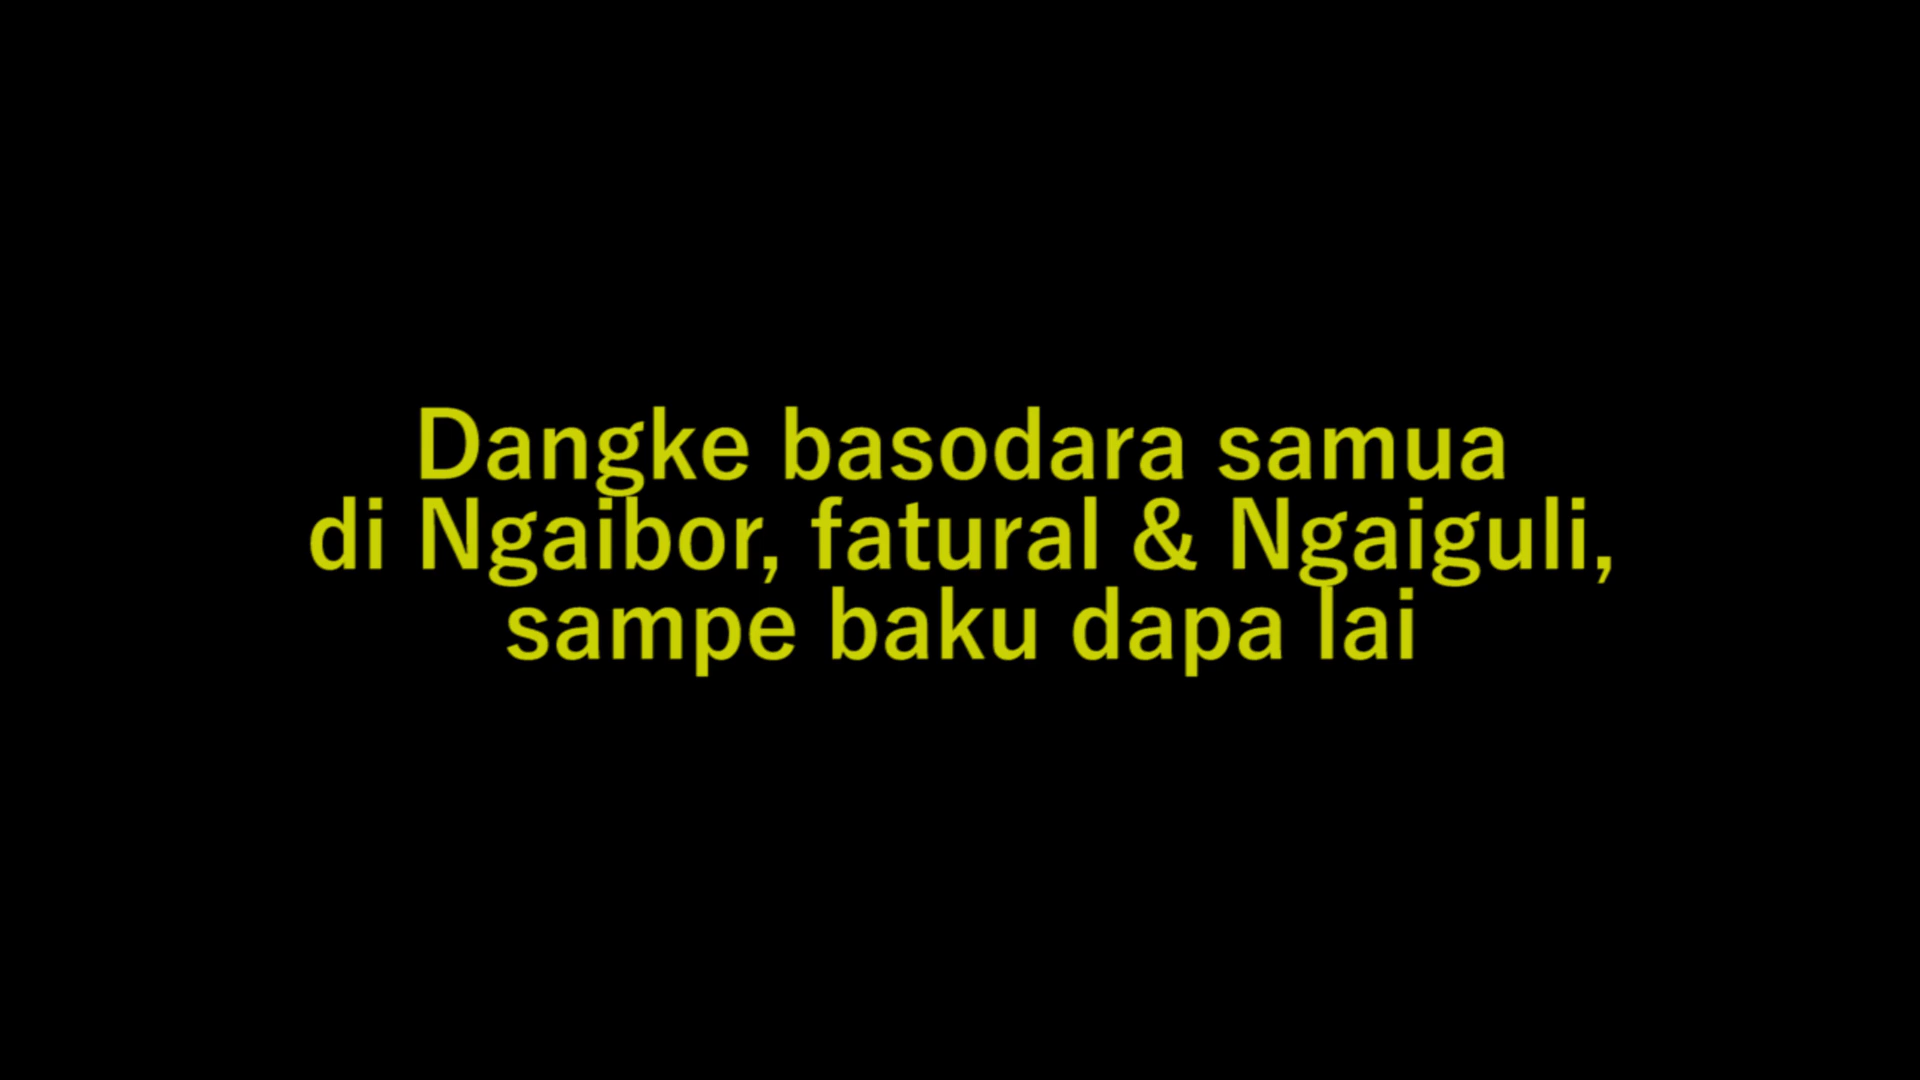 Dangke basodara samua
di Ngaibor, fatural & Ngaiguli,
sampe baku dapa lai